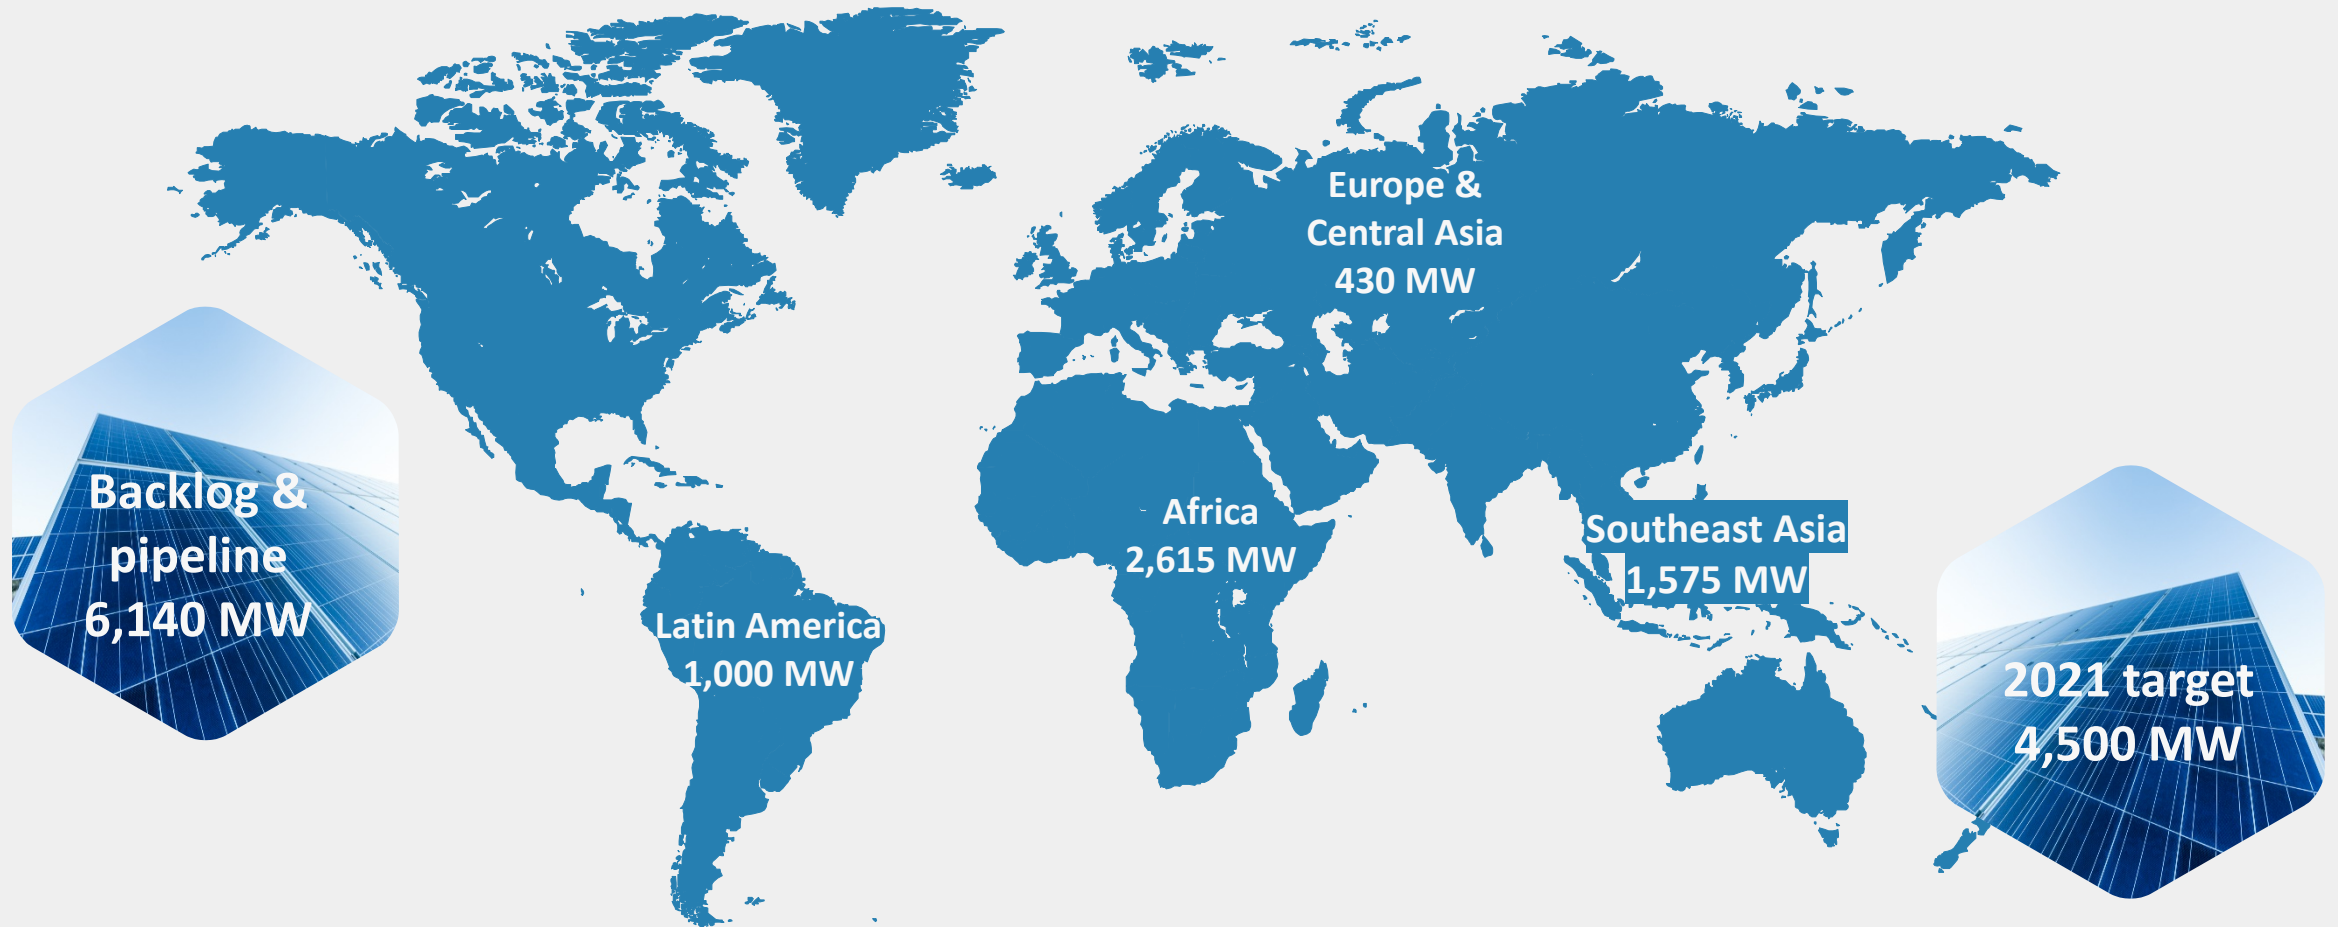 Backlog &
pipeline
6,140 MW
Europe &
Central Asia
430 MW
Africa
2,615 MW
Southeast Asia
1,575 MW
Latin America
1,000 MW
2021 target
4,500 MW